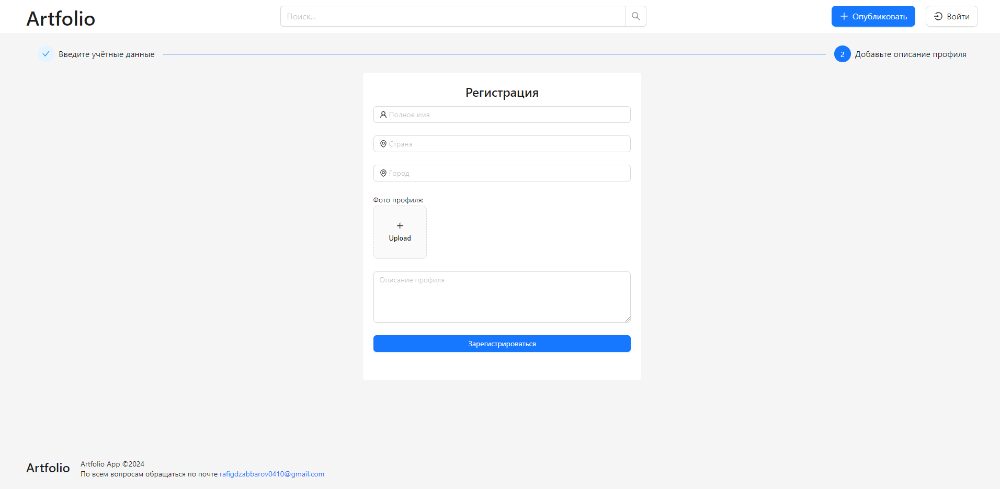 Artfolio
Поиск...
Опубликовать
Войти
Введите учётные данные
2 Добавьте описание профиля
Регистрация
Полное имя
Страна
Город
Фото профиля:
Upload
Описание профиля
Зарегистрироваться
Artfolio
Artfolio App ©2024
По всем вопросам обращаться по почте rafigdzabbarov0410@gmail.com